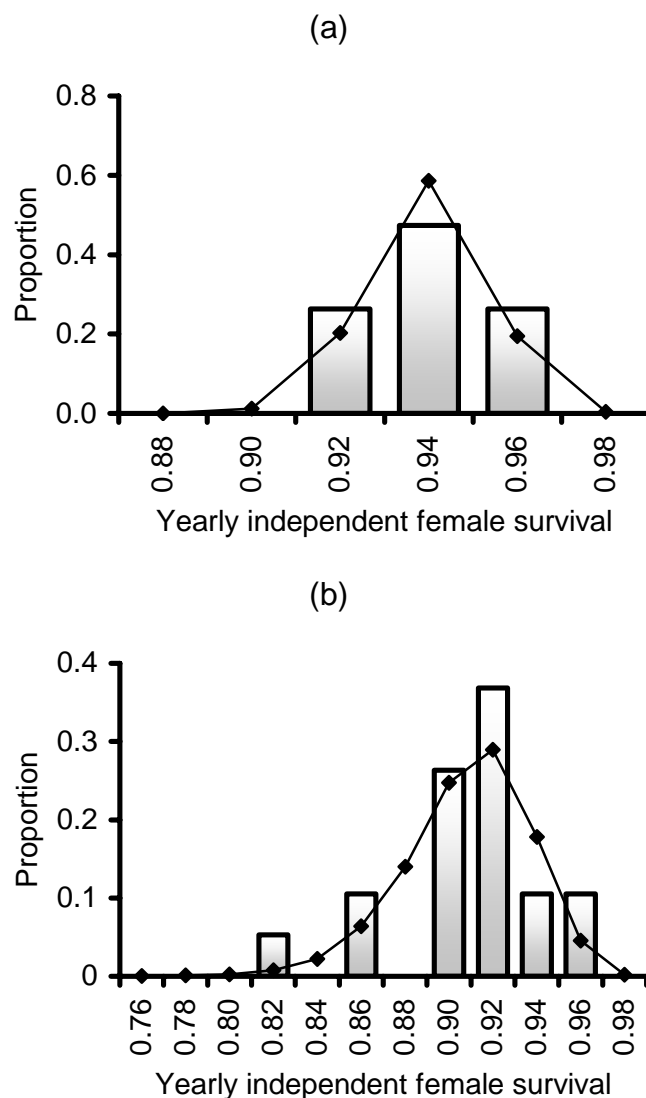 (a)
0.8
0.6
0.4
0.2
0.0
Proportion
0.88 0.90 0.92 0.94 0.96 0.98
Yearly independent female survival
(b)
0.4
0.3
0.2
0.1
0
Proportion
0.76 0.78 0.80 0.82 0.84 0.86 0.88 0.90 0.92 0.94 0.96 0.98
Yearly independent female survival